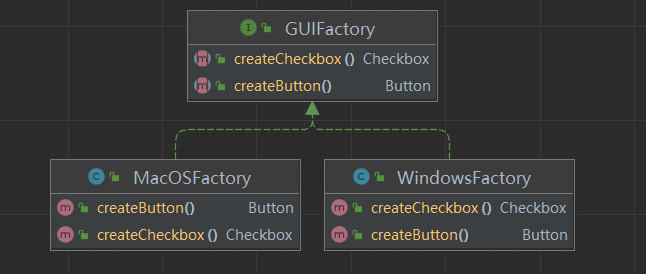 GUIFactory
createCheckbox () Checkbox
createButton() Button
MacOSFactory
createButton() Button
createCheckbox () Checkbox
WindowsFactory
createCheckbox () Checkbox
createButton() Button